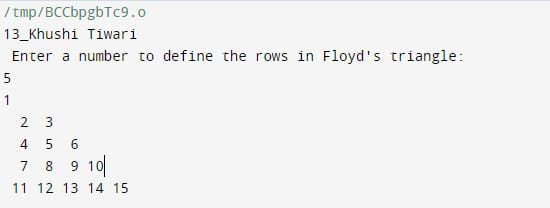 /tmp/BCCbpgbTc9.o
13_Khushi Tiwari
Enter a number to define the rows in Floyd's triangle:
5
1
2 3
4 5 6
7 8 9 10
11 12 13 14 15